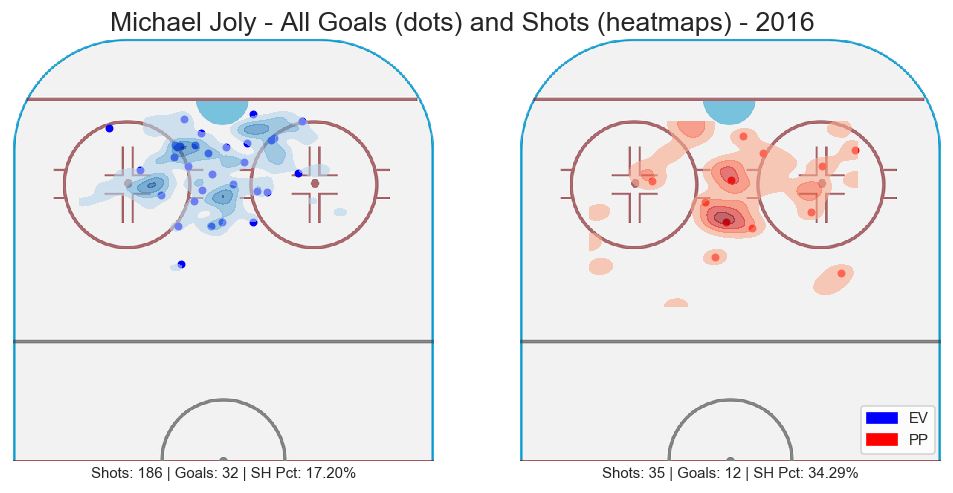 Michael Joly - All Goals (dots) and Shots (heatmaps) - 2016
EV
PP
Shots: 186 | Goals: 32 | SH Pct: 17.20%
Shots: 35 | Goals: 12 | SH Pct: 34.29%